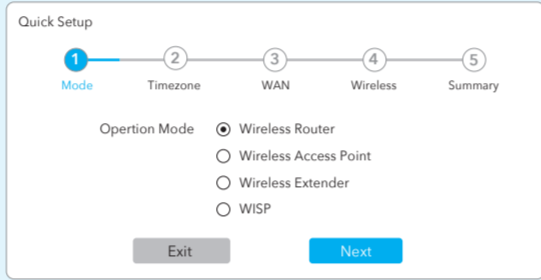 Quick Setup
1 2 3 4 5
Mode Timezone WAN Wireless Summary
Opertion Mode Wireless Router
Wireless Access Point
Wireless Extender
WISP
Exit Next